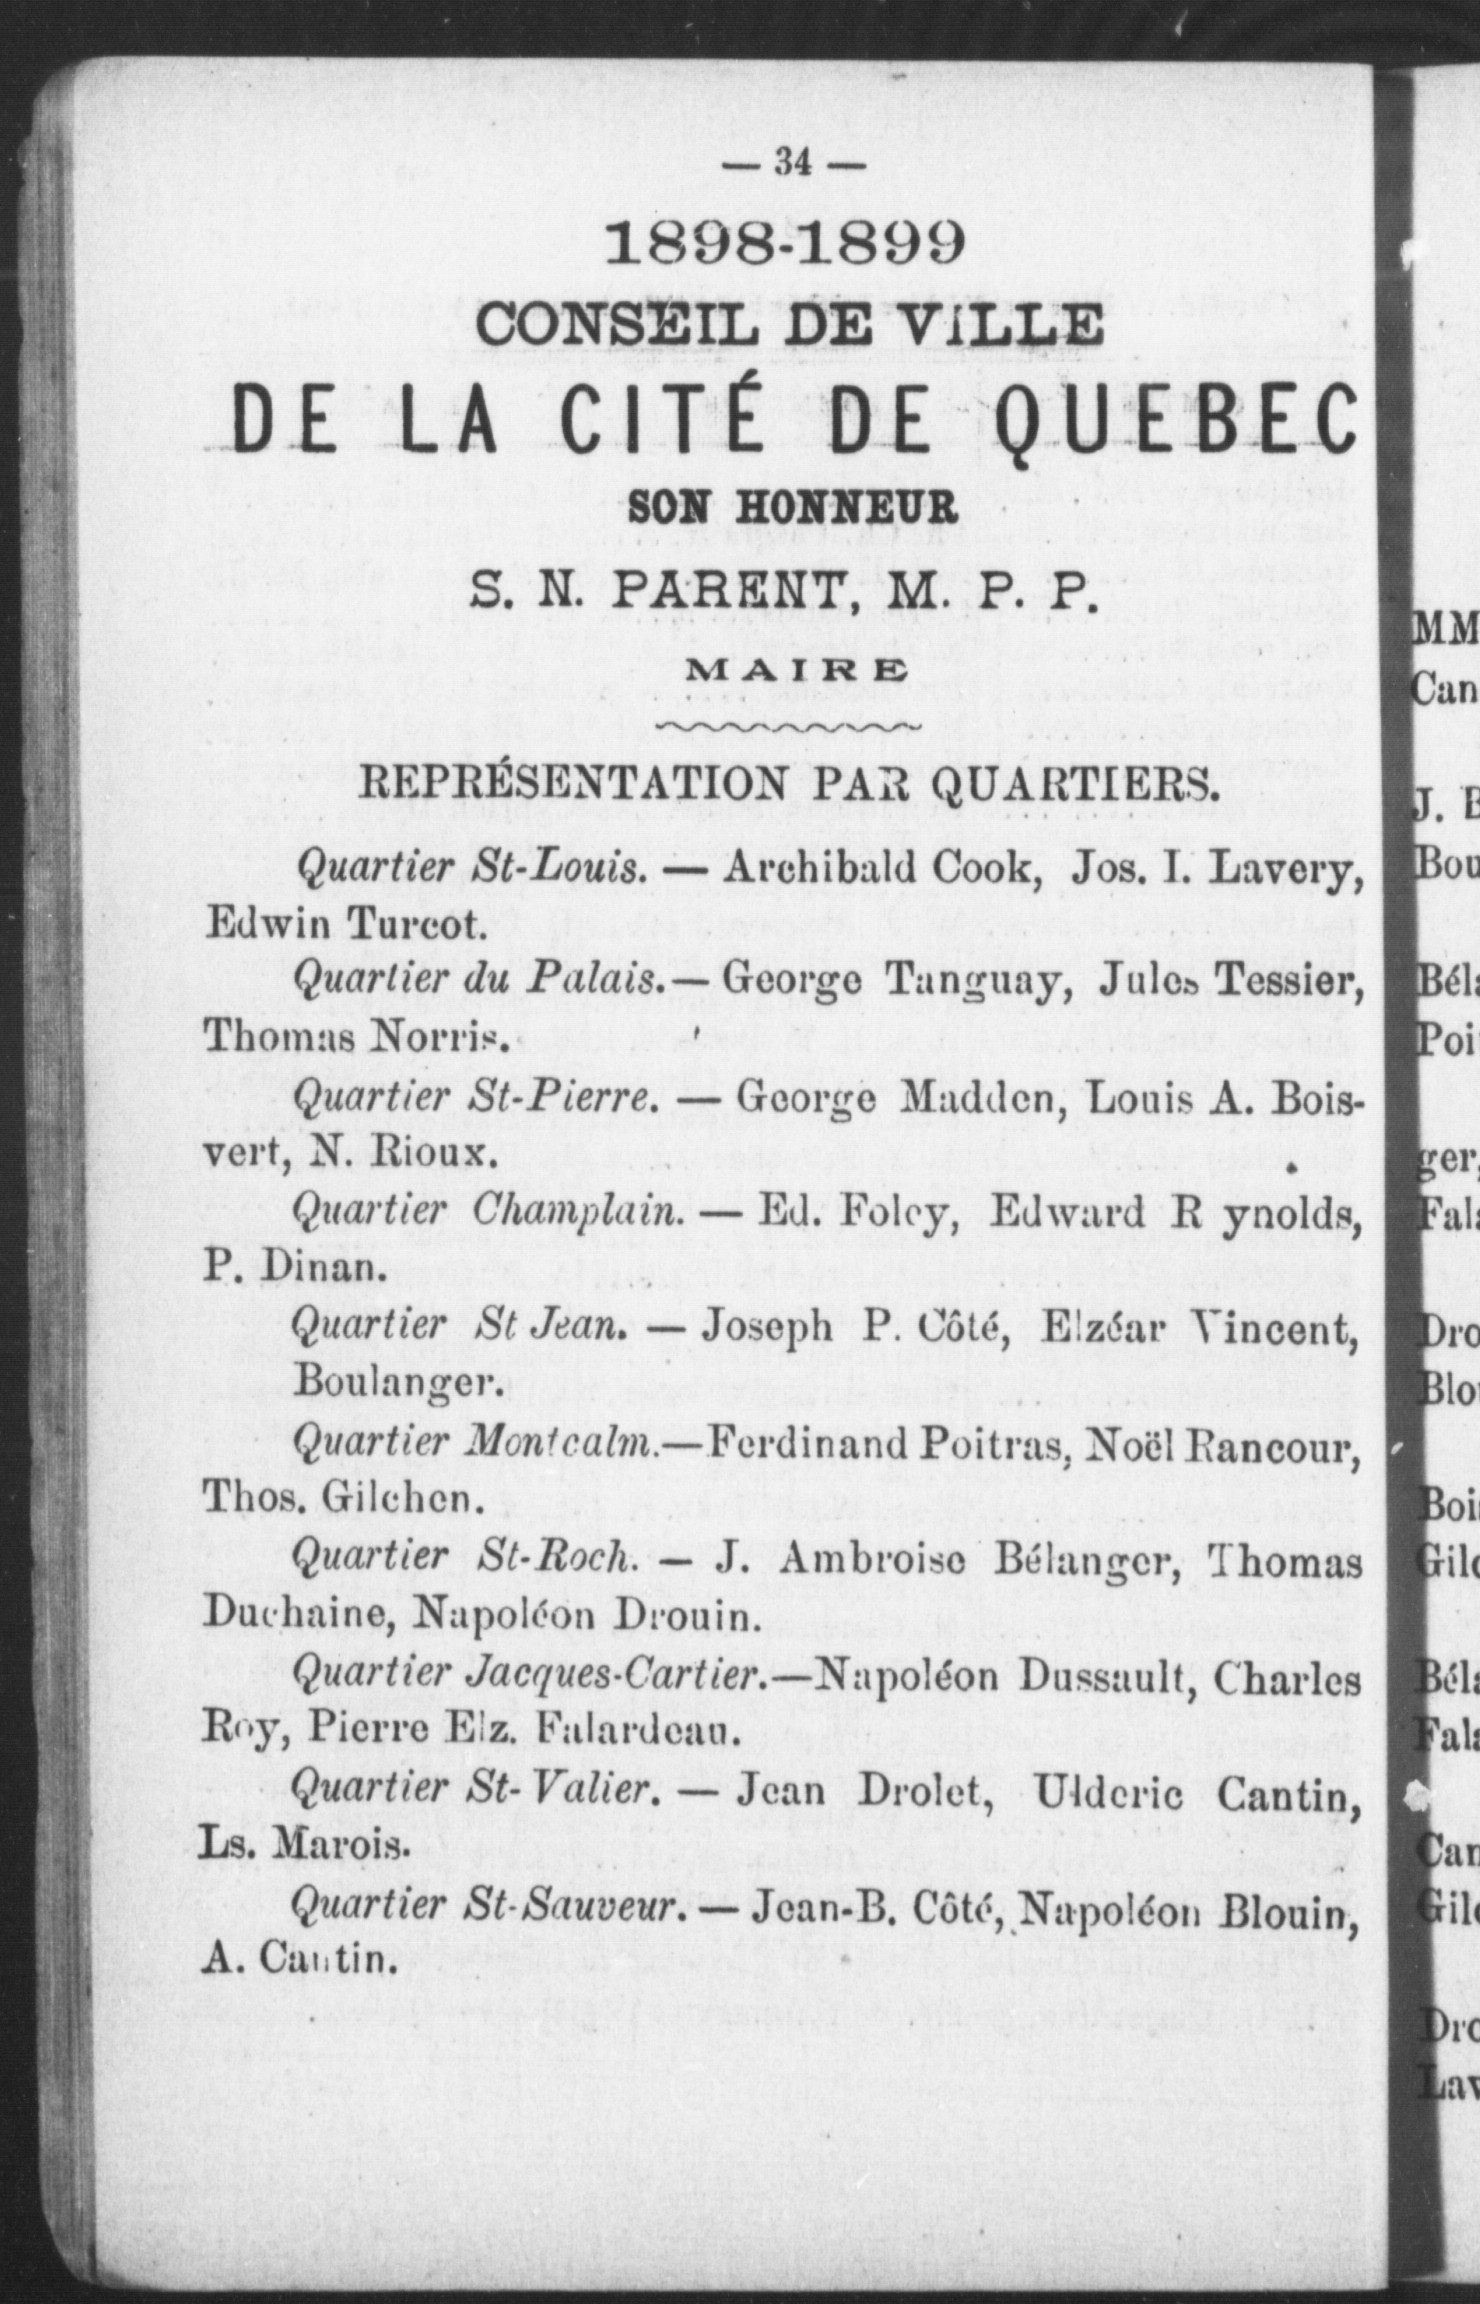 — 34 —
1898-1899
CONSEIL DE VILLE
DE LA CITÉ DE QUEBEC
SON HONNEUR
S. N. PARENT, M. P. P.
MAIRE
REPRÉSENTATION PAR QUARTIERS.
Quartier St-Louis. — Archibald Cook, Jos. I. Lavery,
Edwin Turcot.
Quartier du Palais. — George Tanguay, Jules Tessier,
Thomas Norris.
Quartier St-Pierre. — George Madden, Louis A. Bois-
vert, N. Rioux.
Quartier Champlain. — Ed. Foley, Edward R ynolds,
P. Dinan.
Quartier St Jean. — Joseph P. Côté, Elzéar Vincent,
Boulanger.
Quartier Montcalm.—Ferdinand Poitras, Noël Rancour,
Thos. Gilchen.
Quartier St-Roch. — J. Ambroise Bélanger, Thomas
Duchaine, Napoléon Drouin.
Quartier Jacques-Cartier.—Napoléon Dussault, Charles
Roy, Pierre Elz. Falardeau.
Quartier St-Valier. — Jean Drolet, Ulderic Cantin,
Ls. Marois.
Quartier St-Sauveur. — Jean-B. Côté, Napoléon Blouin,
A. Cantin.
MM
Can
J. B
Bou
Béla
Poi
ger,
Fala
Dro
Blou
Bois
Gilc
Béla
Fala
Can
Gilc
Dro
Lav